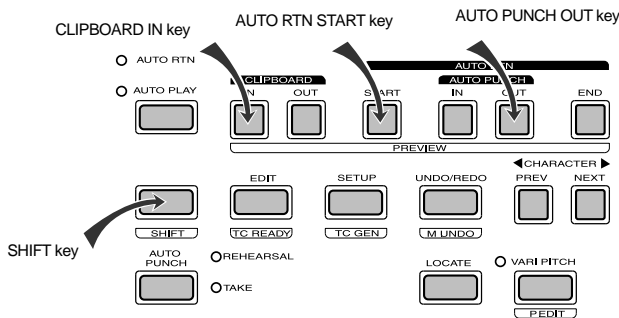 CLIPBOARD IN key
AUTO RTN START key
AUTO PUNCH OUT key
AUTO RTN
AUTO RTN
CLIPBOARD
AUTO PUNCH
AUTO PLAY
IN OUT START IN OUT END
PREVIEW
◀CHARACTER▶
EDIT SETUP UNDO/REDO PREV NEXT
SHIFT TC READY TC GEN M UNDO
SHIFT key
AUTO PUNCH
REHEARSAL
TAKE
LOCATE
VARI PITCH
P EDIT